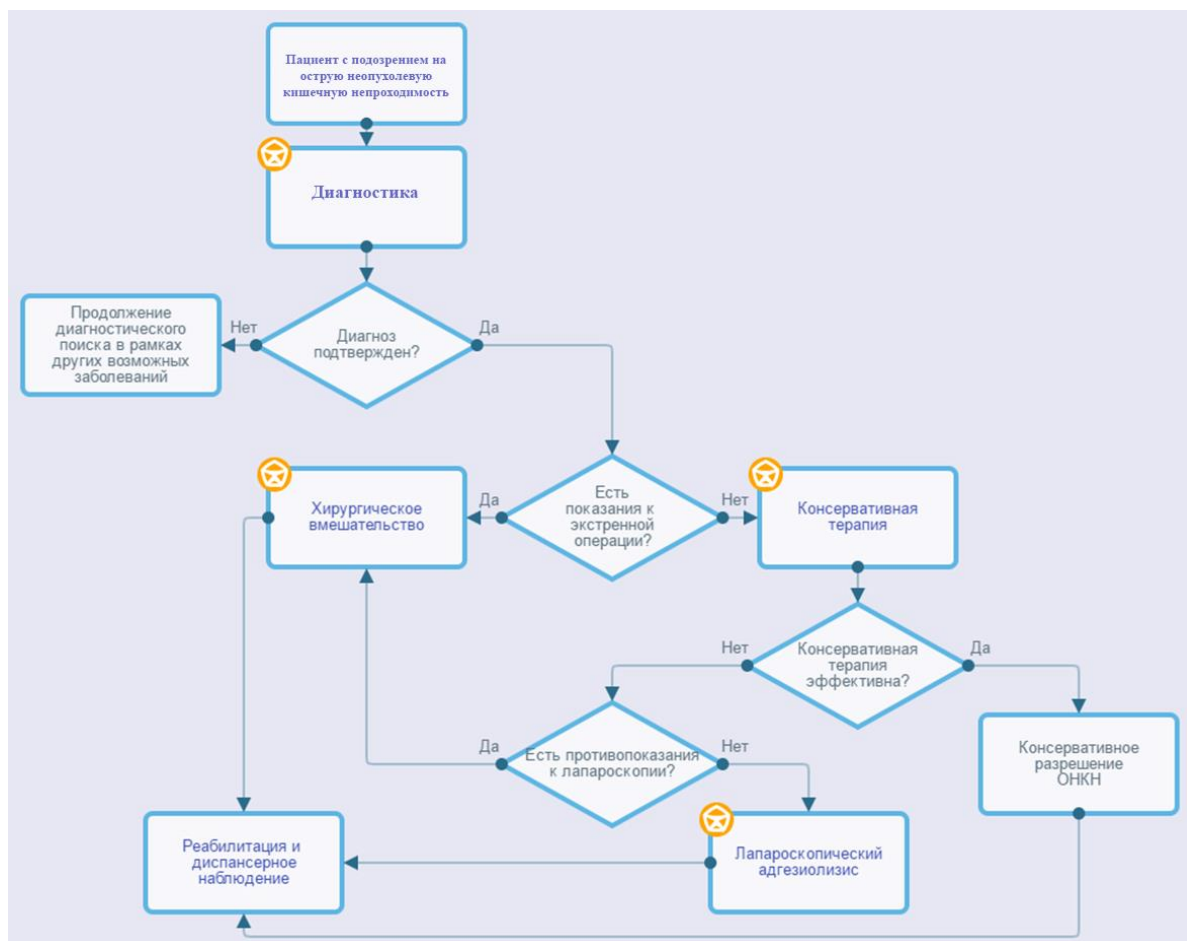 Пациент с подозрением на
острую неопухолевую
кишечную непроходимость
Диагностика
Продолжение
диагностического
поиска в рамках
других возможных
заболеваний
Нет
Диагноз
подтвержден?
Да
Хирургическое
вмешательство
Да
Есть
показания к
экстренной
операции?
Нет
Консервативная
терапия
Нет
Консервативная
терапия
эффективна?
Да
Да
Есть противопоказания
к лапароскопии?
Нет
Консервативное
разрешение
ОНКН
Реабилитация и
диспансерное
наблюдение
Лапароскопический
адгезиолизис